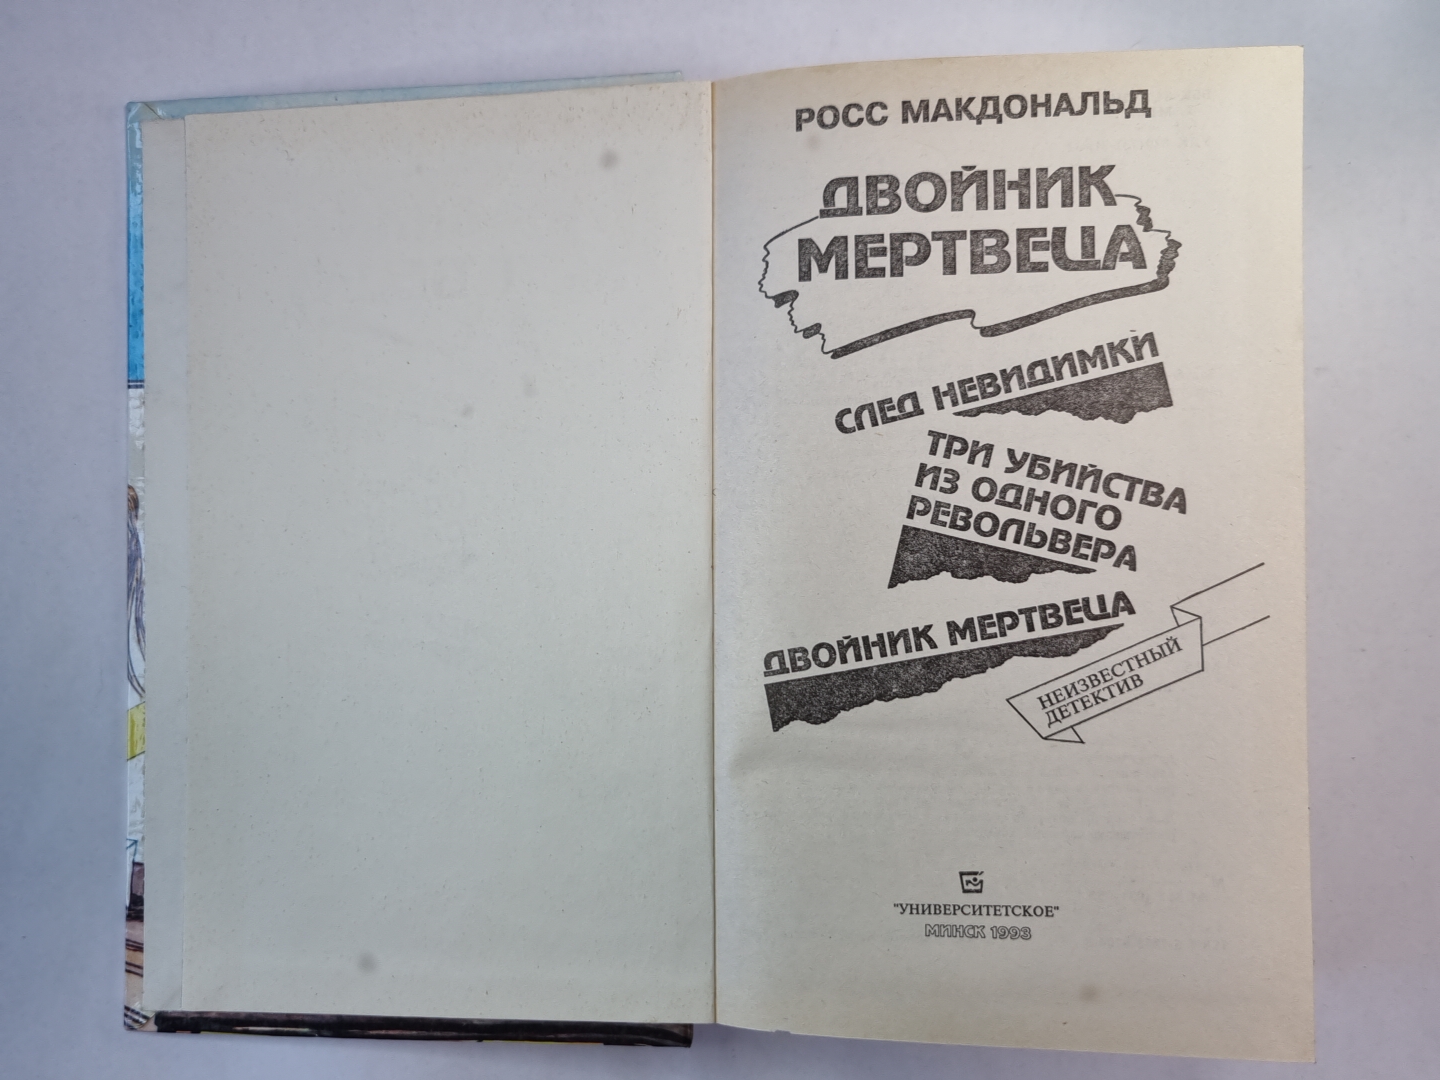 РОСС МАКДОНАЛЬД
ДВОЙНИК
МЕРТВЕЦА
СЛЕД НЕВИДИМКИ
ТРИ УБИЙСТВА
ИЗ ОДНОГО
РЕВОЛЬВЕРА
ДВОЙНИК МЕРТВЕЦА
НЕИЗВЕСТНЫЙ
ДЕТЕКТИВ
"УНИВЕРСИТЕТСКОЕ"
МИНСК 1993